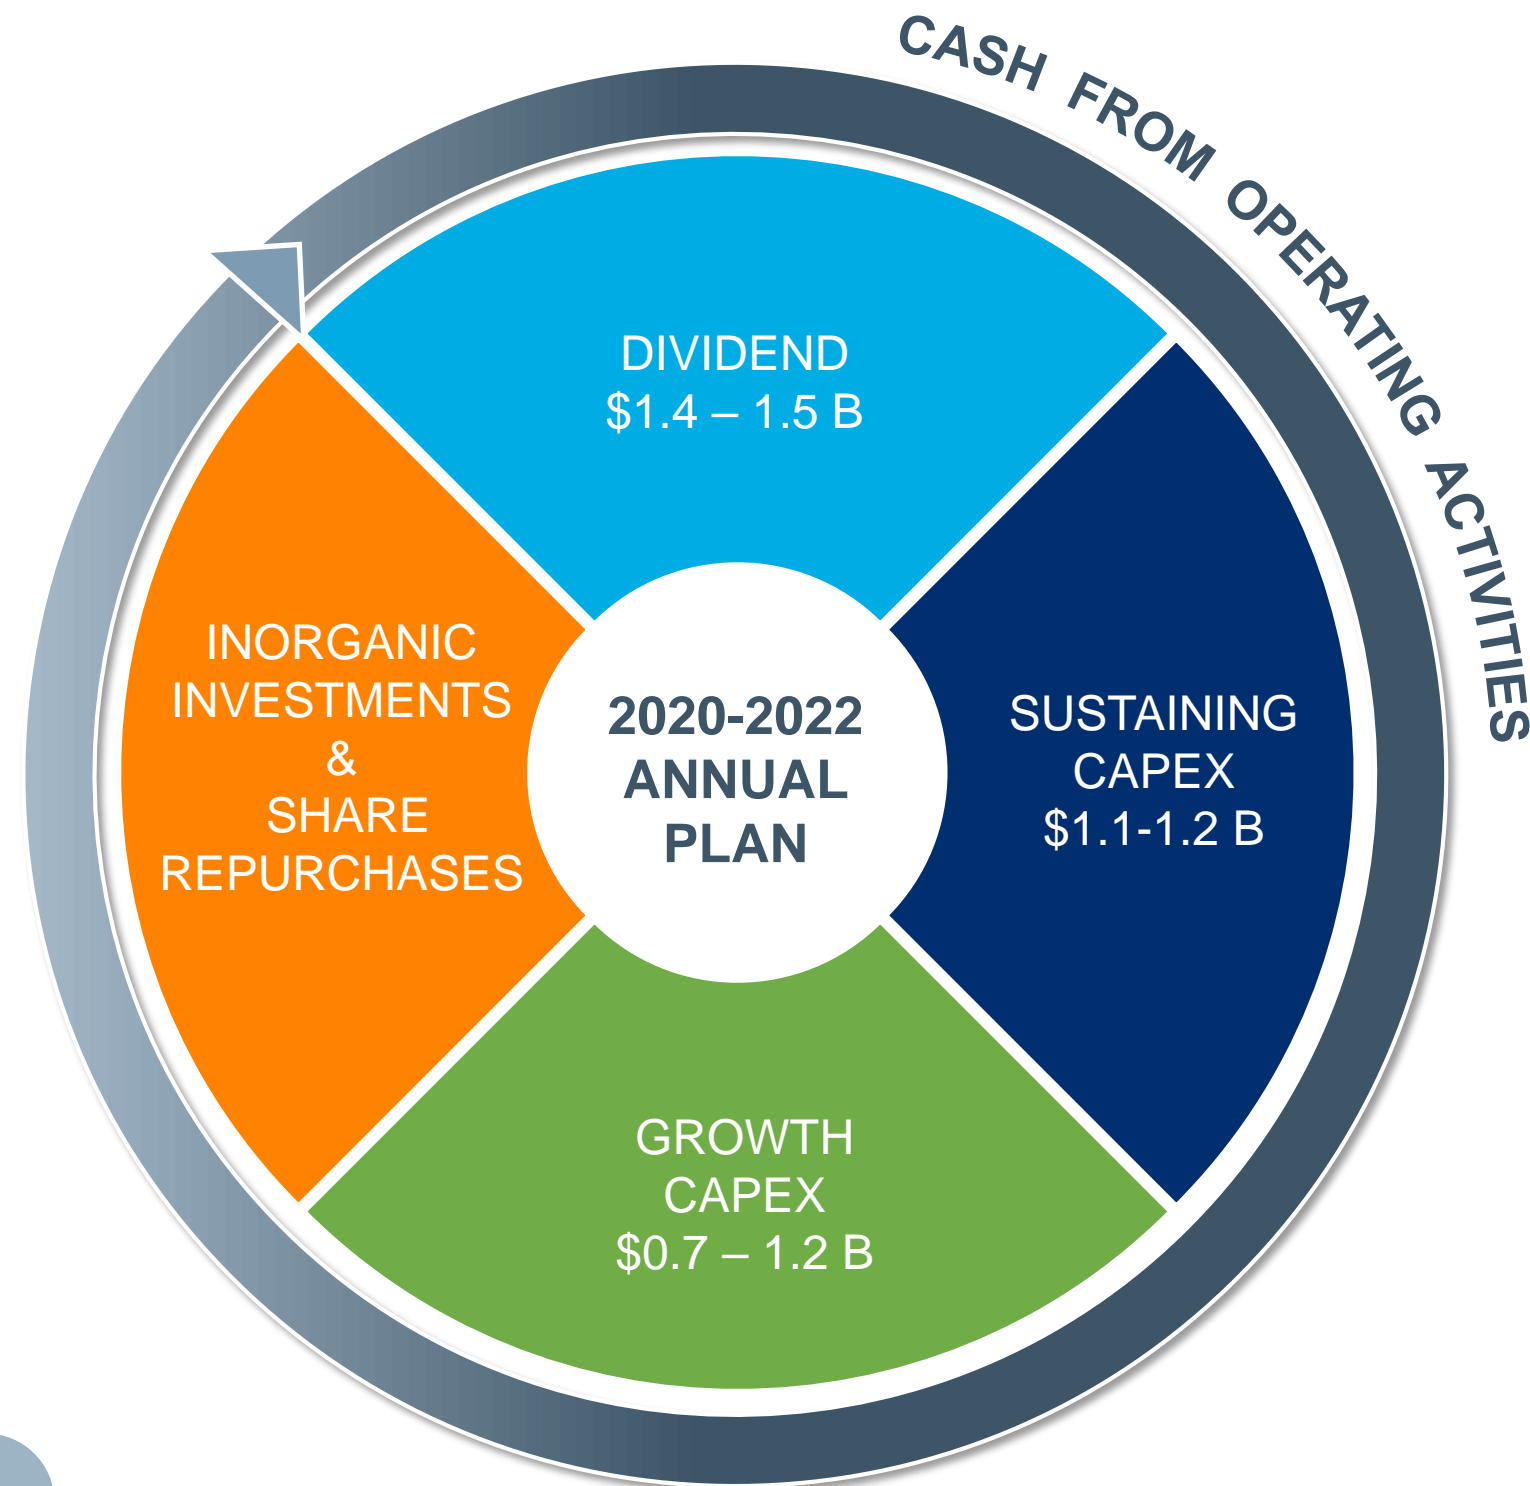 CASH FROM OPERATING ACTIVITIES
DIVIDEND
$1.4 – 1.5 B
INORGANIC
INVESTMENTS
&
SHARE
REPURCHASES
2020-2022
ANNUAL
PLAN
SUSTAINING
CAPEX
$1.1-1.2 B
GROWTH
CAPEX
$0.7 – 1.2 B